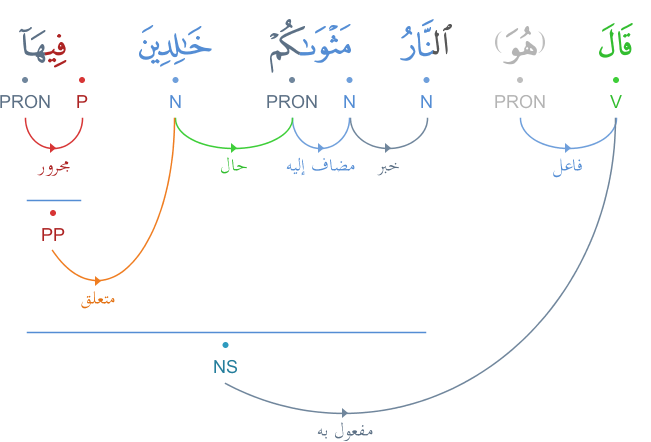 قَالَ (هُوَ) ٱلنَّارُ مَثْوَىٰكُمْ خَـٰلِدِينَ فِيهَآ
V PRON N N PRON N P PRON
فاعل خبر مضاف إليه حال مجرور
PP
متعلق
NS
مفعول به